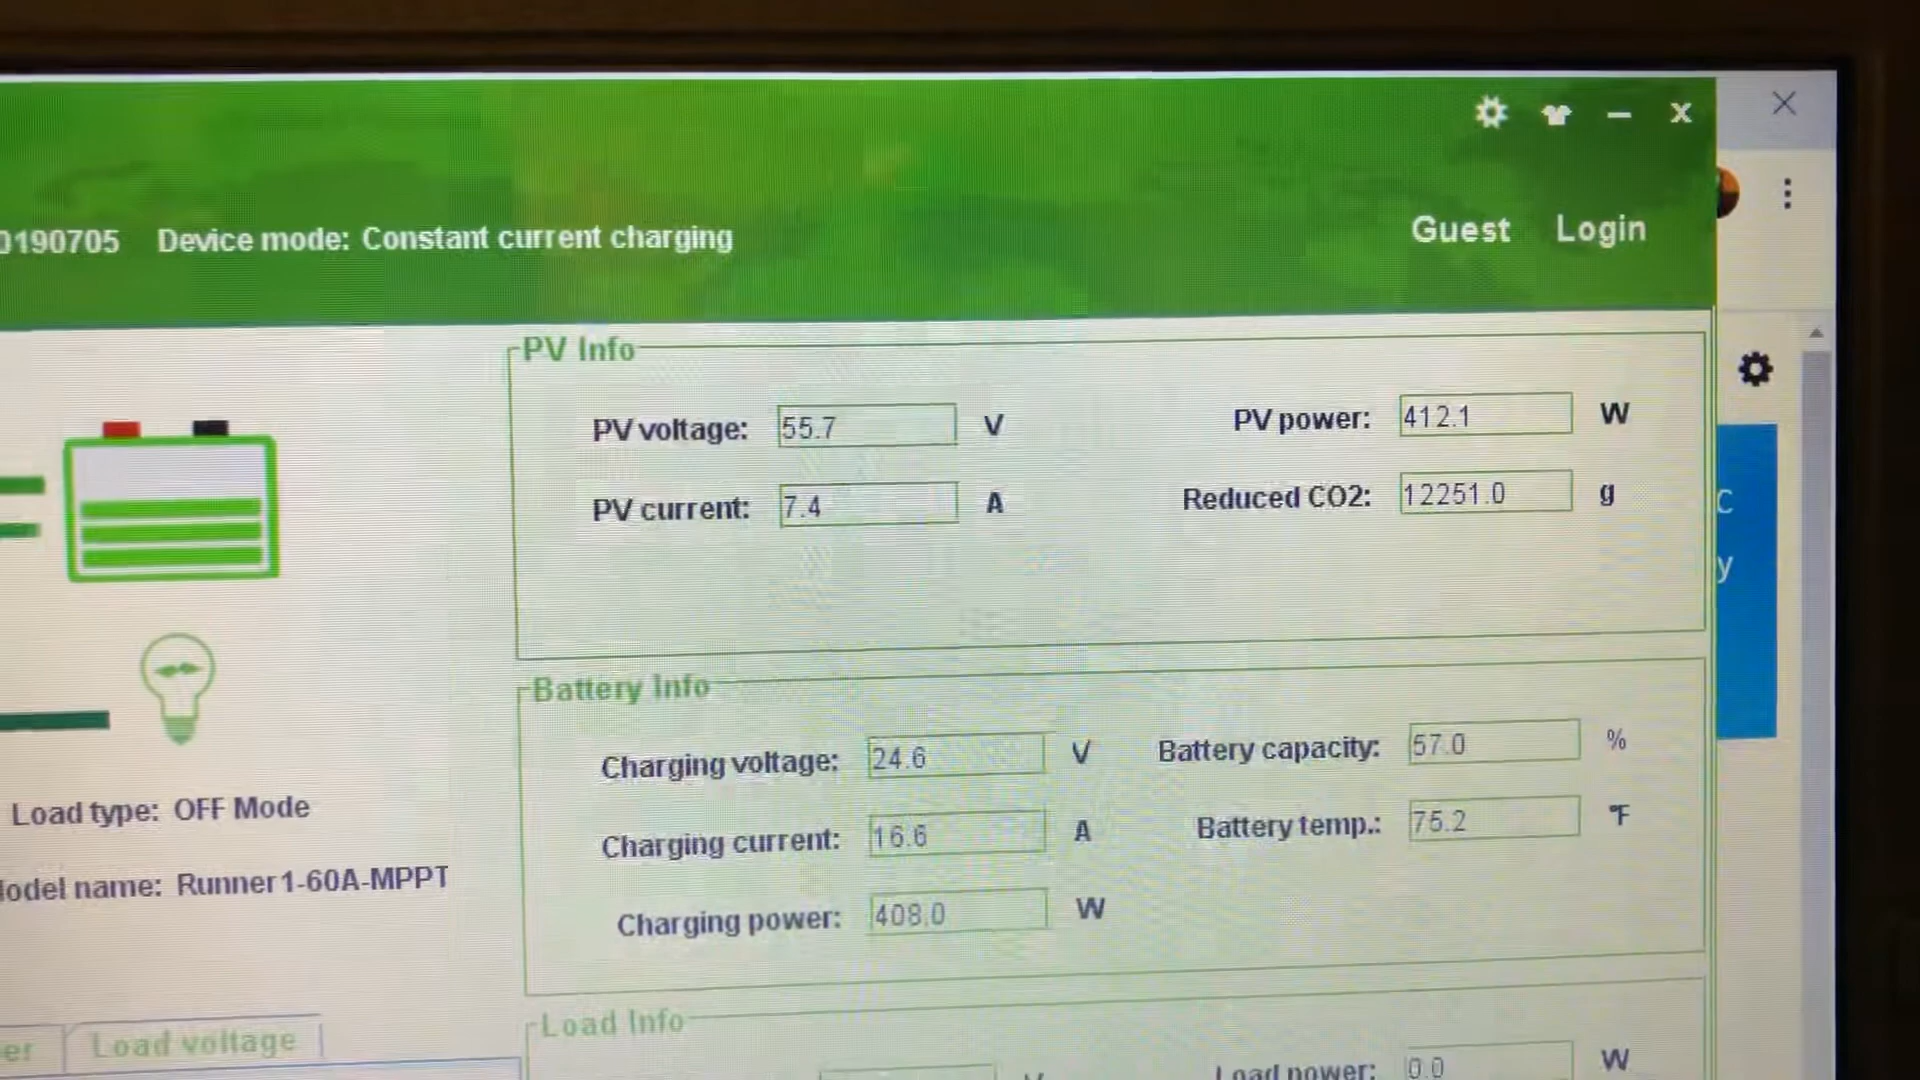 0190705 Device mode: Constant current charging
Guest Login
PV Info
PV voltage: 55.7 V
PV power: 412.1 W
PV current: 7.4 A
Reduced CO2: 12251.0 g
C
y
Battery Info
Charging voltage: 24.6 V
Battery capacity: 57.0 %
Charging current: 16.6 A
Battery temp.: 75.2 °F
Charging power: 408.0 W
Load type: OFF Mode
odel name: Runner1-60A-MPPT
er Load voltage
Load Info
Load power: 0.0 W